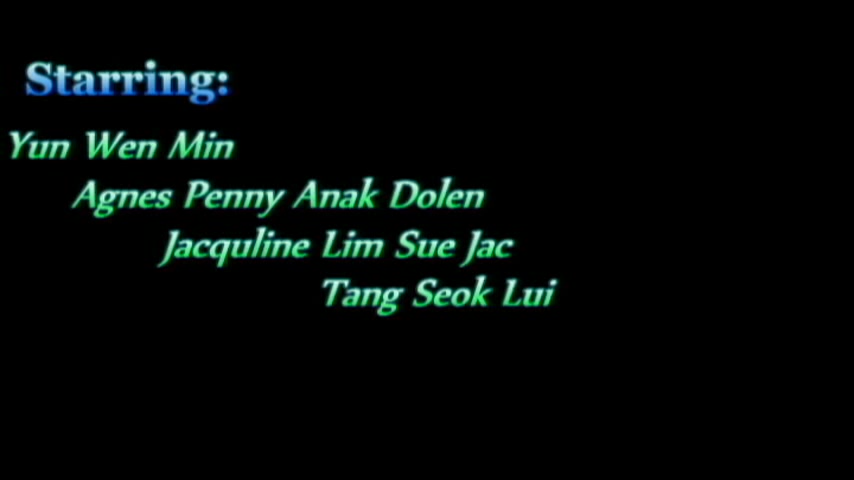 Starring:
Yun Wen Min
Agnes Penny Anak Dolen
Jacquline Lim Sue Jac
Tang Seok Lui